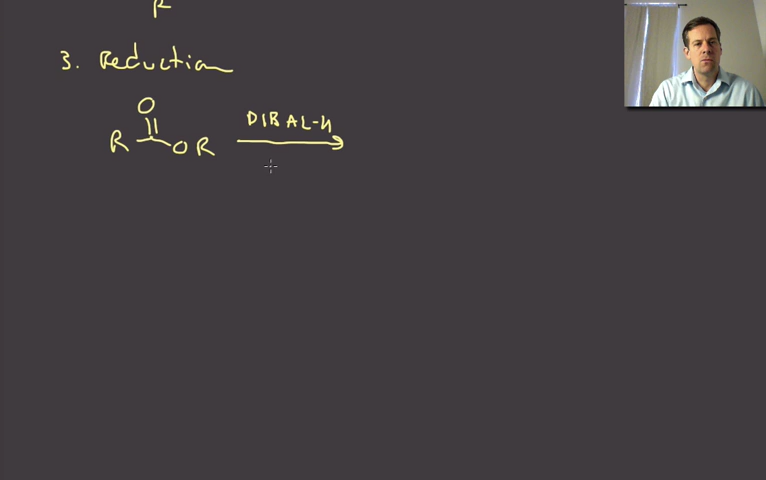 R
3. Reduction
O
DIBAL-H
R OR